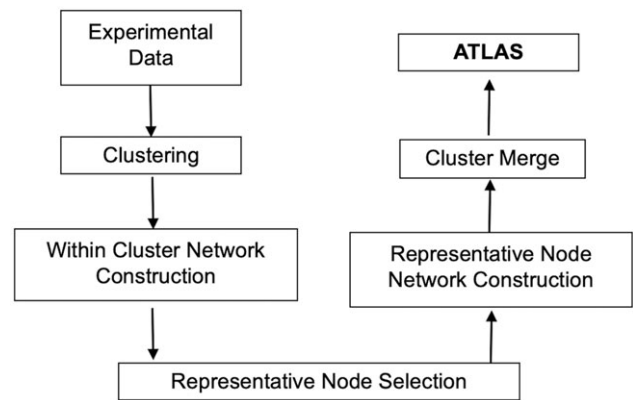 Experimental
Data
Clustering
Within Cluster Network
Construction
Representative Node Selection
Representative Node
Network Construction
Cluster Merge
ATLAS